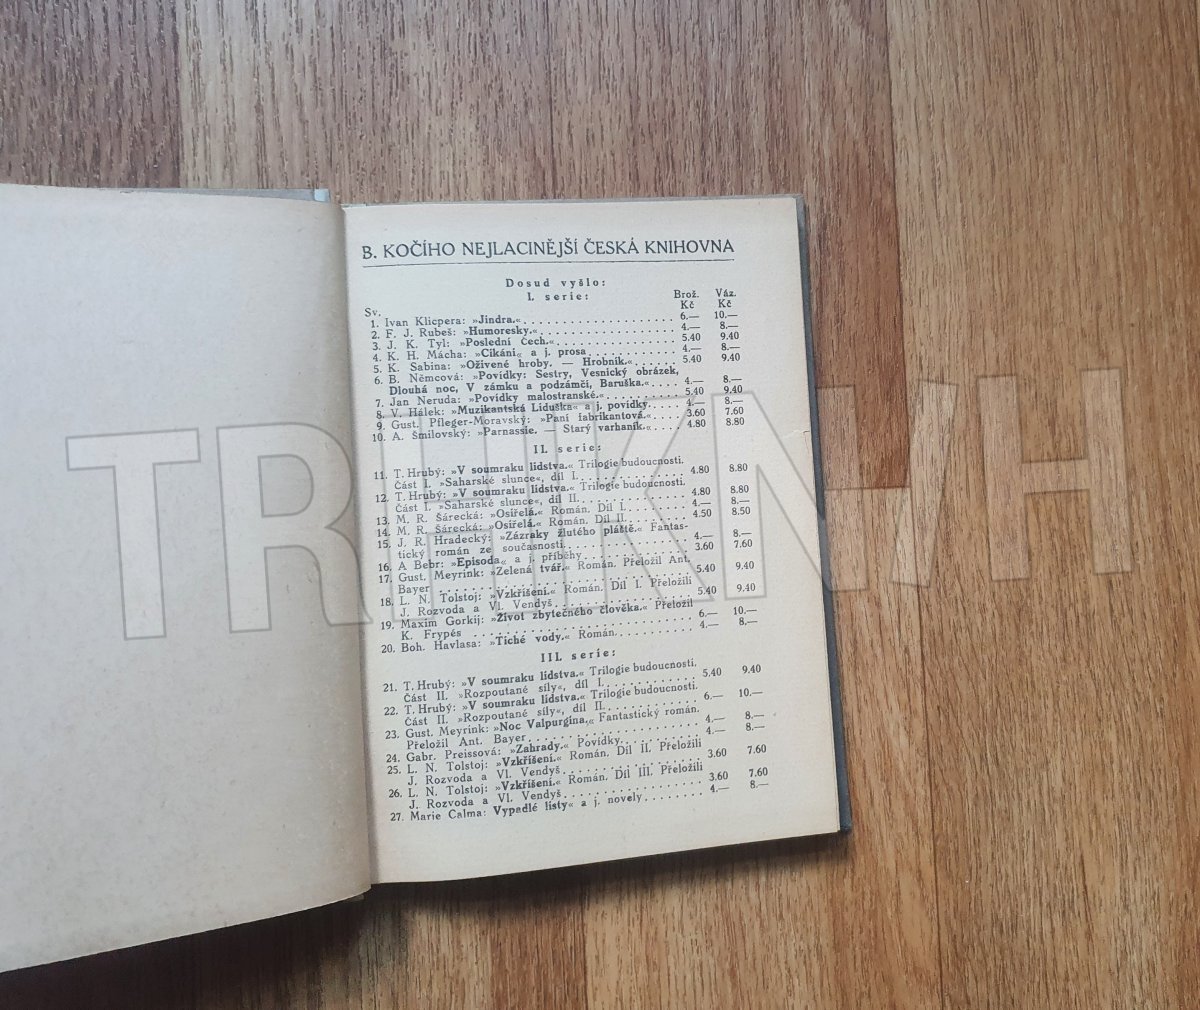 B. KOČÍHO NEJLACINĚJŠÍ ČESKÁ KNIHOVNA
Dosud vyšlo:
I. serie: Brož. Váz.
Sv. Kč Kč
1. Ivan Klicpera: »Jindra.« 6.— 10.—
2. F. J. Rubeš: »Humoresky.« 4.— 8.—
3. J. K. Tyl: »Poslední Čech.« 5.40 9.40
4. K. H. Mácha: »Cikáni« a j. prosa 4.— 8.—
5. K. Sabina: »Oživené hroby. — Hrobník.« 5.40 9.40
6. B. Němcová: »Povídky: Sestry, Vesnický obrázek,
Dlouhá noc, V zámku a podzámčí, Baruška.« 4.— 8.—
7. Jan Neruda: »Povídky malostranské.« 5.40 9.40
8. V. Hálek: »Muzikantská Liduška« a j. povídky. 4.— 8.—
9. Gust. Pfleger-Moravský: »Paní fabrikantová.« 3.60 7.60
10. A. Šmilovský: »Parnassie. — Starý varhaník.« 4.80 8.80
II. serie:
11. T. Hrubý: »V soumraku lidstva.« Trilogie budoucnosti.
Část I. »Saharské slunce«, díl I. 4.80 8.80
12. T. Hrubý: »V soumraku lidstva.« Trilogie budoucnosti.
Část I. »Saharské slunce«, díl II. 4.80 8.80
13. M. R. Šárecká: »Osiřelá.« Román. Díl I. 4.— 8.—
14. M. R. Šárecká: »Osiřelá.« Román. Díl II. 4.50 8.50
15. J. R. Hradecký: »Zázraky žlutého pláště.« Fantas-
tický román ze současnosti. 4.— 8.—
16. A Bebr: »Episoda« a j. příběhy 3.60 7.60
17. Gust. Meyrink: »Zelená tvář.« Román. Přeložil Ant.
Bayer 5.40 9.40
18. L. N. Tolstoj: »Vzkříšení.« Román. Díl I. Přeložili
J. Rozvoda a Vl. Vendyš 5.40 9.40
19. Maxim Gorkij: »Život zbytečného člověka.« Přeložil
K. Frypés 6.— 10.—
20. Boh. Havlasa: »Tiché vody.« Román. 4.— 8.—
III. serie:
21. T. Hrubý: »V soumraku lidstva.« Trilogie budoucnosti.
Část II. »Rozpoutané síly«, díl I. 5.40 9.40
22. T. Hrubý: »V soumraku lidstva.« Trilogie budoucnosti.
Část II. »Rozpoutané síly«, díl II. 6.— 10.—
23. Gust. Meyrink: »Noc Valpurgina.« Fantastický román.
Přeložil Ant. Bayer 4.— 8.—
24. Gabr. Preissová: »Zahrady.« Povídky. 4.— 8.—
25. L. N. Tolstoj: »Vzkříšení.« Román. Díl II. Přeložili
J. Rozvoda a Vl. Vendyš 3.60 7.60
26. L. N. Tolstoj: »Vzkříšení.« Román. Díl III. Přeložili
J. Rozvoda a Vl. Vendyš 3.60 7.60
27. Marie Calma: Vypadlé listy« a j. novely 4.— 8.—
TRHKNIH